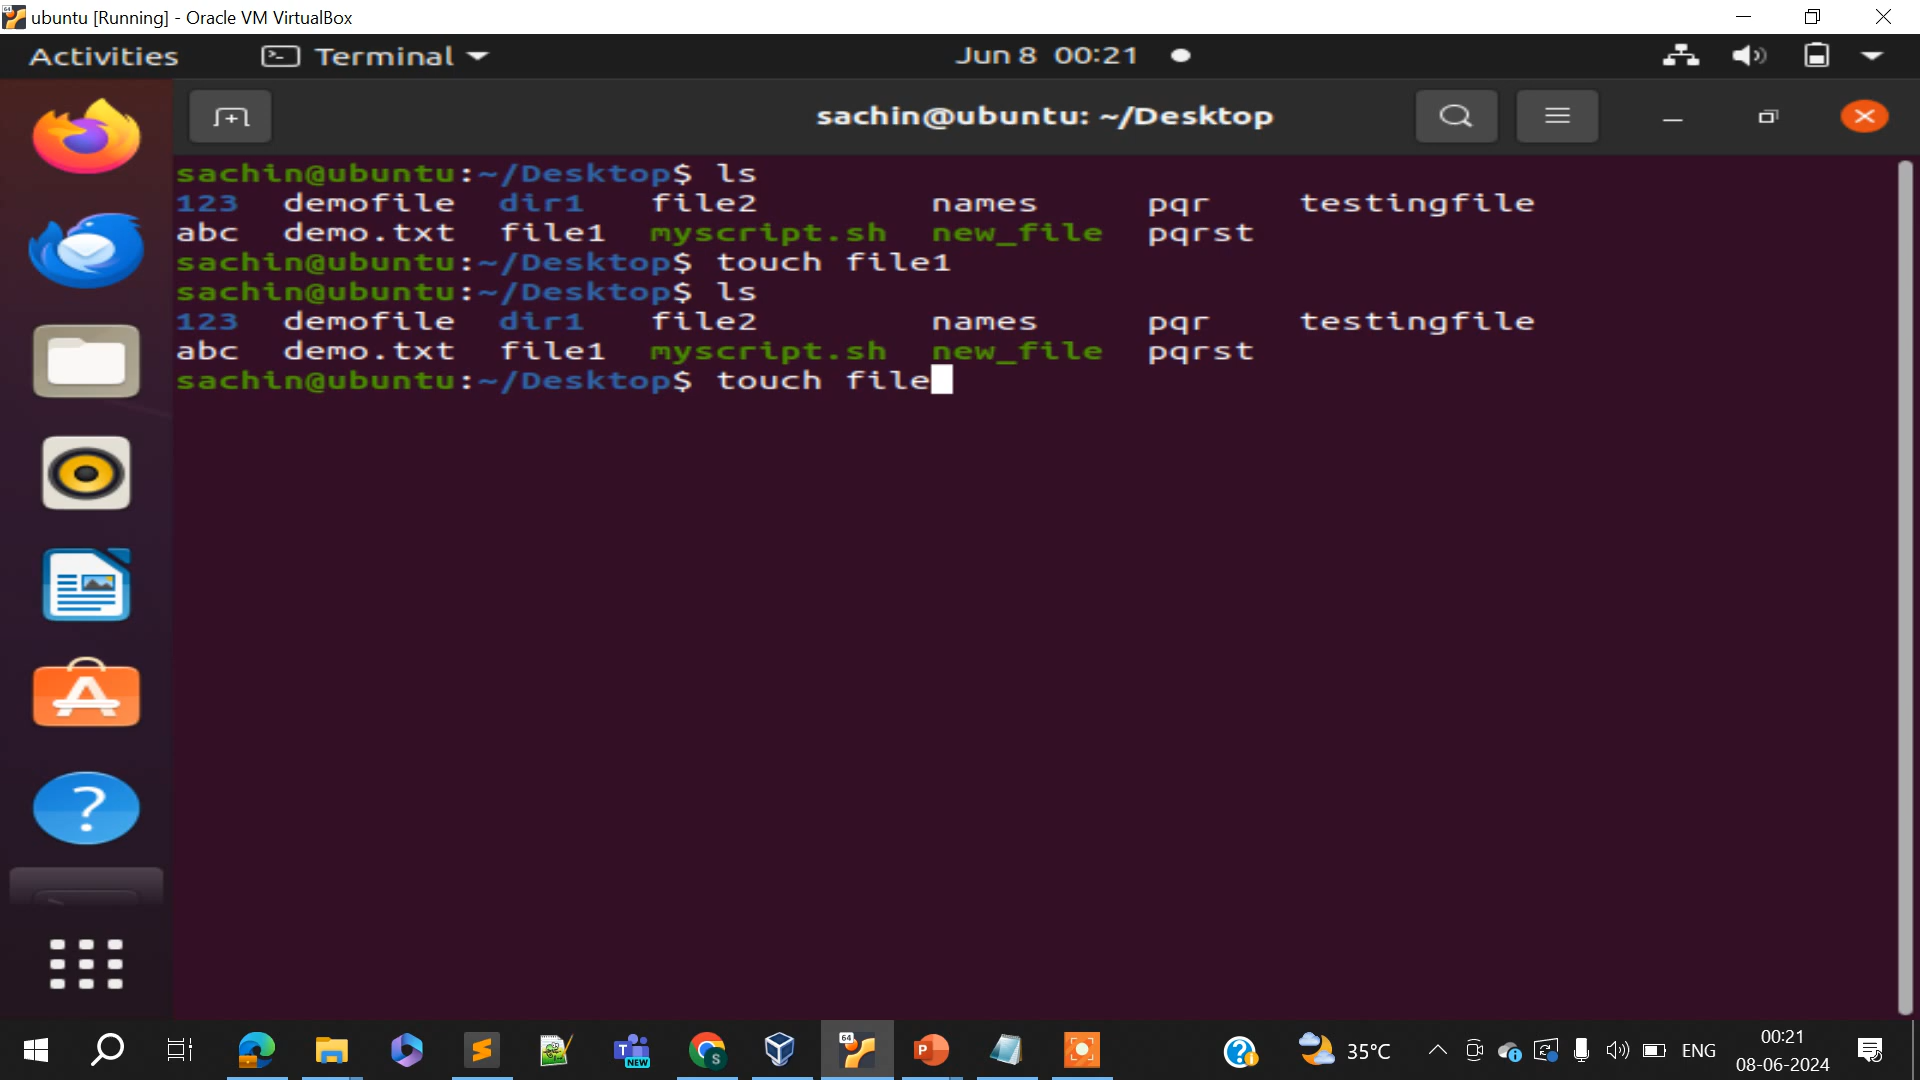 ubuntu [Running] - Oracle VM VirtualBox
Activities Terminal Jun 8 00:21
sachin@ubuntu: ~/Desktop
sachin@ubuntu:~/Desktop$ ls
123 demofile dir1 file2 names pqr testingfile
abc demo.txt file1 myscript.sh new_file pqrst
sachin@ubuntu:~/Desktop$ touch file1
sachin@ubuntu:~/Desktop$ ls
123 demofile dir1 file2 names pqr testingfile
abc demo.txt file1 myscript.sh new_file pqrst
sachin@ubuntu:~/Desktop$ touch file
35°C ENG 00:21
08-06-2024